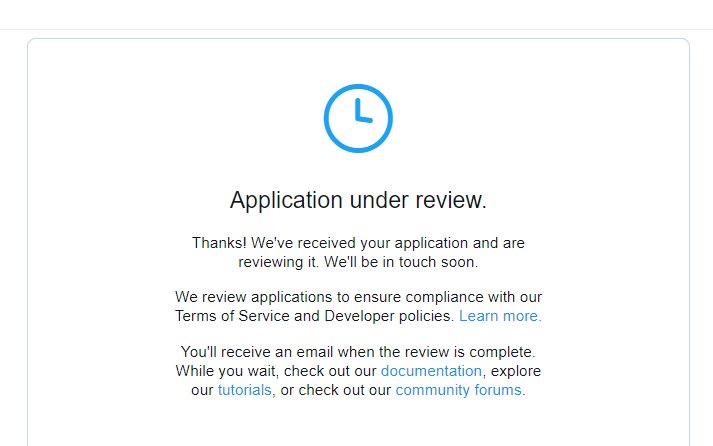 Application under review.
Thanks! We've received your application and are
reviewing it. We'll be in touch soon.
We review applications to ensure compliance with our
Terms of Service and Developer policies. Learn more.
You'll receive an email when the review is complete.
While you wait, check out our documentation, explore
our tutorials, or check out our community forums.